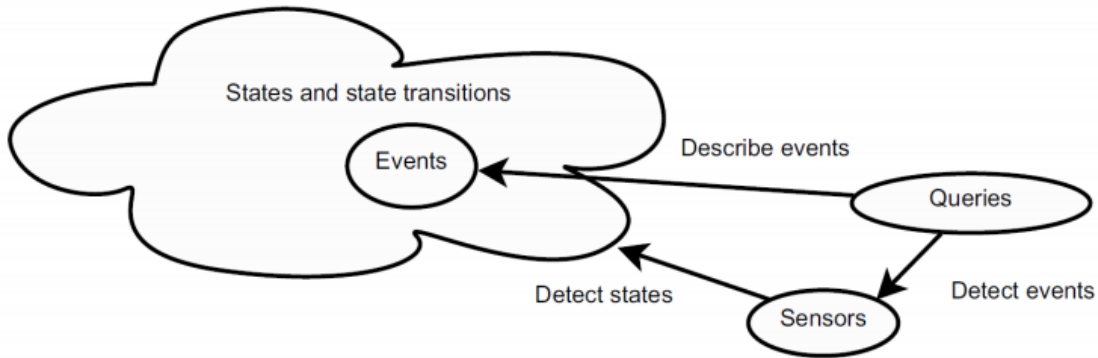 States and state transitions
Events
Describe events
Queries
Detect states
Detect events
Sensors